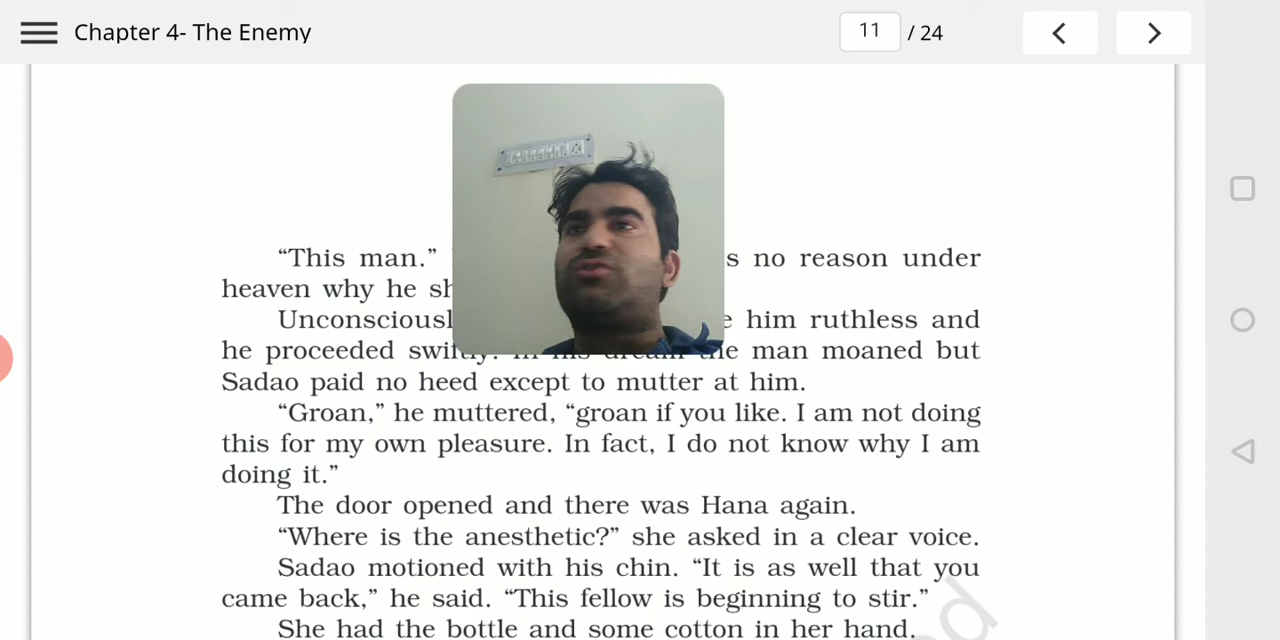 Chapter 4- The Enemy
11 / 24
“This man.” s no reason under
heaven why he
him ruthless and
he proceeded the man moaned but
Sadao paid no heed except to mutter at him.
“Groan,” he muttered, “groan if you like. I am not doing
this for my own pleasure. In fact, I do not know why I am
doing it.”
The door opened and there was Hana again.
“Where is the anesthetic?” she asked in a clear voice.
Sadao motioned with his chin. “It is as well that you
came back,” he said. “This fellow is beginning to stir.”
She had the bottle and some cotton in her hand.